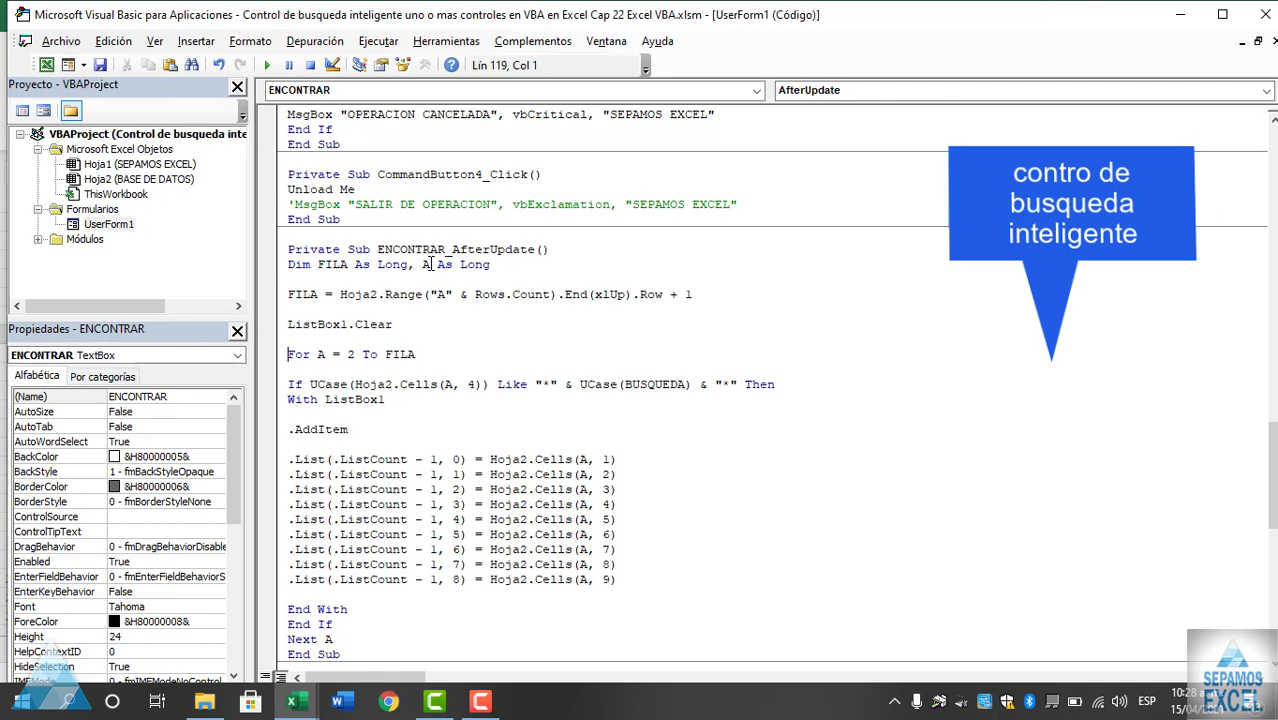 Microsoft Visual Basic para Aplicaciones - Control de busqueda inteligente uno o mas controles en VBA en Excel Cap 22 Excel VBA.xlsm - [UserForm1 (Código)]
Archivo Edición Ver Insertar Formato Depuración Ejecutar Herramientas Complementos Ventana Ayuda
Lín 119, Col 1
Proyecto - VBAProject
VBAProject (Control de busqueda inte
Microsoft Excel Objetos
Hoja1 (SEPAMOS EXCEL)
Hoja2 (BASE DE DATOS)
ThisWorkbook
Formularios
UserForm1
Módulos
Propiedades - ENCONTRAR
ENCONTRAR TextBox
Alfabética Por categorías
(Name) ENCONTRAR
AutoSize False
AutoTab False
AutoWordSelect True
BackColor &H80000005&
BackStyle 1 - fmBackStyleOpaque
BorderColor &H80000006&
BorderStyle 0 - fmBorderStyleNone
ControlSource
ControlTipText
DragBehavior 0 - fmDragBehaviorDisable
Enabled True
EnterFieldBehavior 0 - fmEnterFieldBehaviorS
EnterKeyBehavior False
Font Tahoma
ForeColor &H80000008&
Height 24
HelpContextID 0
HideSelection True
IMEMode 0 - fmIMEModeNoControl
ENCONTRAR AfterUpdate
MsgBox "OPERACION CANCELADA", vbCritical, "SEPAMOS EXCEL"
End If
End Sub
Private Sub CommandButton4_Click()
Unload Me
'MsgBox "SALIR DE OPERACION", vbExclamation, "SEPAMOS EXCEL"
End Sub
Private Sub ENCONTRAR_AfterUpdate()
Dim FILA As Long, A As Long
FILA = Hoja2.Range("A" & Rows.Count).End(xlUp).Row + 1
ListBox1.Clear
For A = 2 To FILA
If UCase(Hoja2.Cells(A, 4)) Like "*" & UCase(BUSQUEDA) & "*" Then
With ListBox1
.AddItem
.List(.ListCount - 1, 0) = Hoja2.Cells(A, 1)
.List(.ListCount - 1, 1) = Hoja2.Cells(A, 2)
.List(.ListCount - 1, 2) = Hoja2.Cells(A, 3)
.List(.ListCount - 1, 3) = Hoja2.Cells(A, 4)
.List(.ListCount - 1, 4) = Hoja2.Cells(A, 5)
.List(.ListCount - 1, 5) = Hoja2.Cells(A, 6)
.List(.ListCount - 1, 6) = Hoja2.Cells(A, 7)
.List(.ListCount - 1, 7) = Hoja2.Cells(A, 8)
.List(.ListCount - 1, 8) = Hoja2.Cells(A, 9)
End With
End If
Next A
End Sub
contro de
busqueda
inteligente
SEPAMOS
EXCEL
ESP
10:28 a.
15/04/